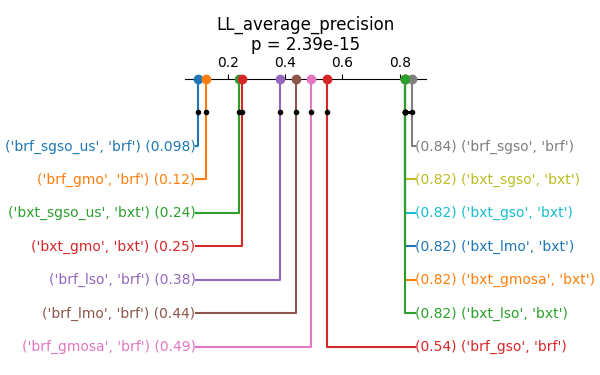 LL_average_precision
p = 2.39e-15
0.2 0.4 0.6 0.8
('brf_sgso_us', 'brf') (0.098) (0.84) ('brf_sgso', 'brf')
('brf_gmo', 'brf') (0.12) (0.82) ('bxt_sgso', 'bxt')
('bxt_sgso_us', 'bxt') (0.24) (0.82) ('bxt_gso', 'bxt')
('bxt_gmo', 'bxt') (0.25) (0.82) ('bxt_lmo', 'bxt')
('brf_lso', 'brf') (0.38) (0.82) ('bxt_gmosa', 'bxt')
('brf_lmo', 'brf') (0.44) (0.82) ('bxt_lso', 'bxt')
('brf_gmosa', 'brf') (0.49) (0.54) ('brf_gso', 'brf')